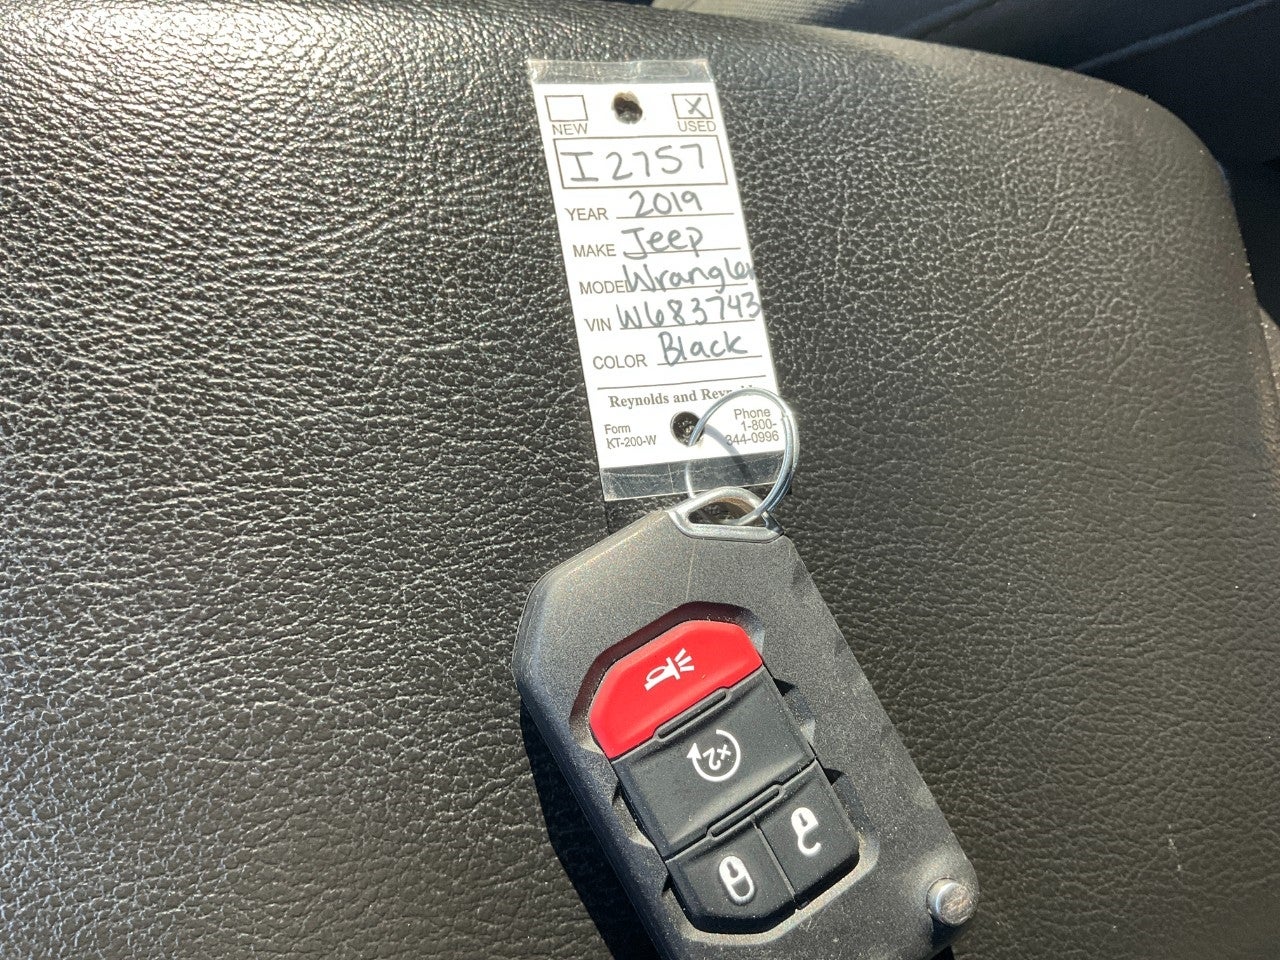 NEW X USED
I2757
YEAR 2019
MAKE Jeep
MODEL Wrangler
VIN W683743
COLOR Black
Reynolds and
Form KT-200-W
Phone 1-800-
344-0996
x2